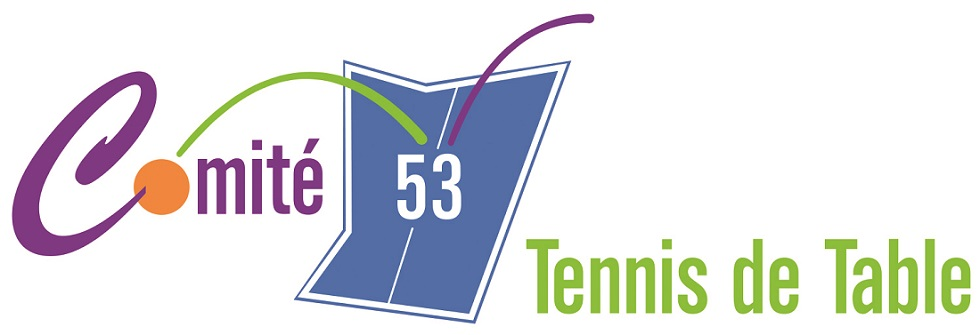 Comité
53
Tennis de Table